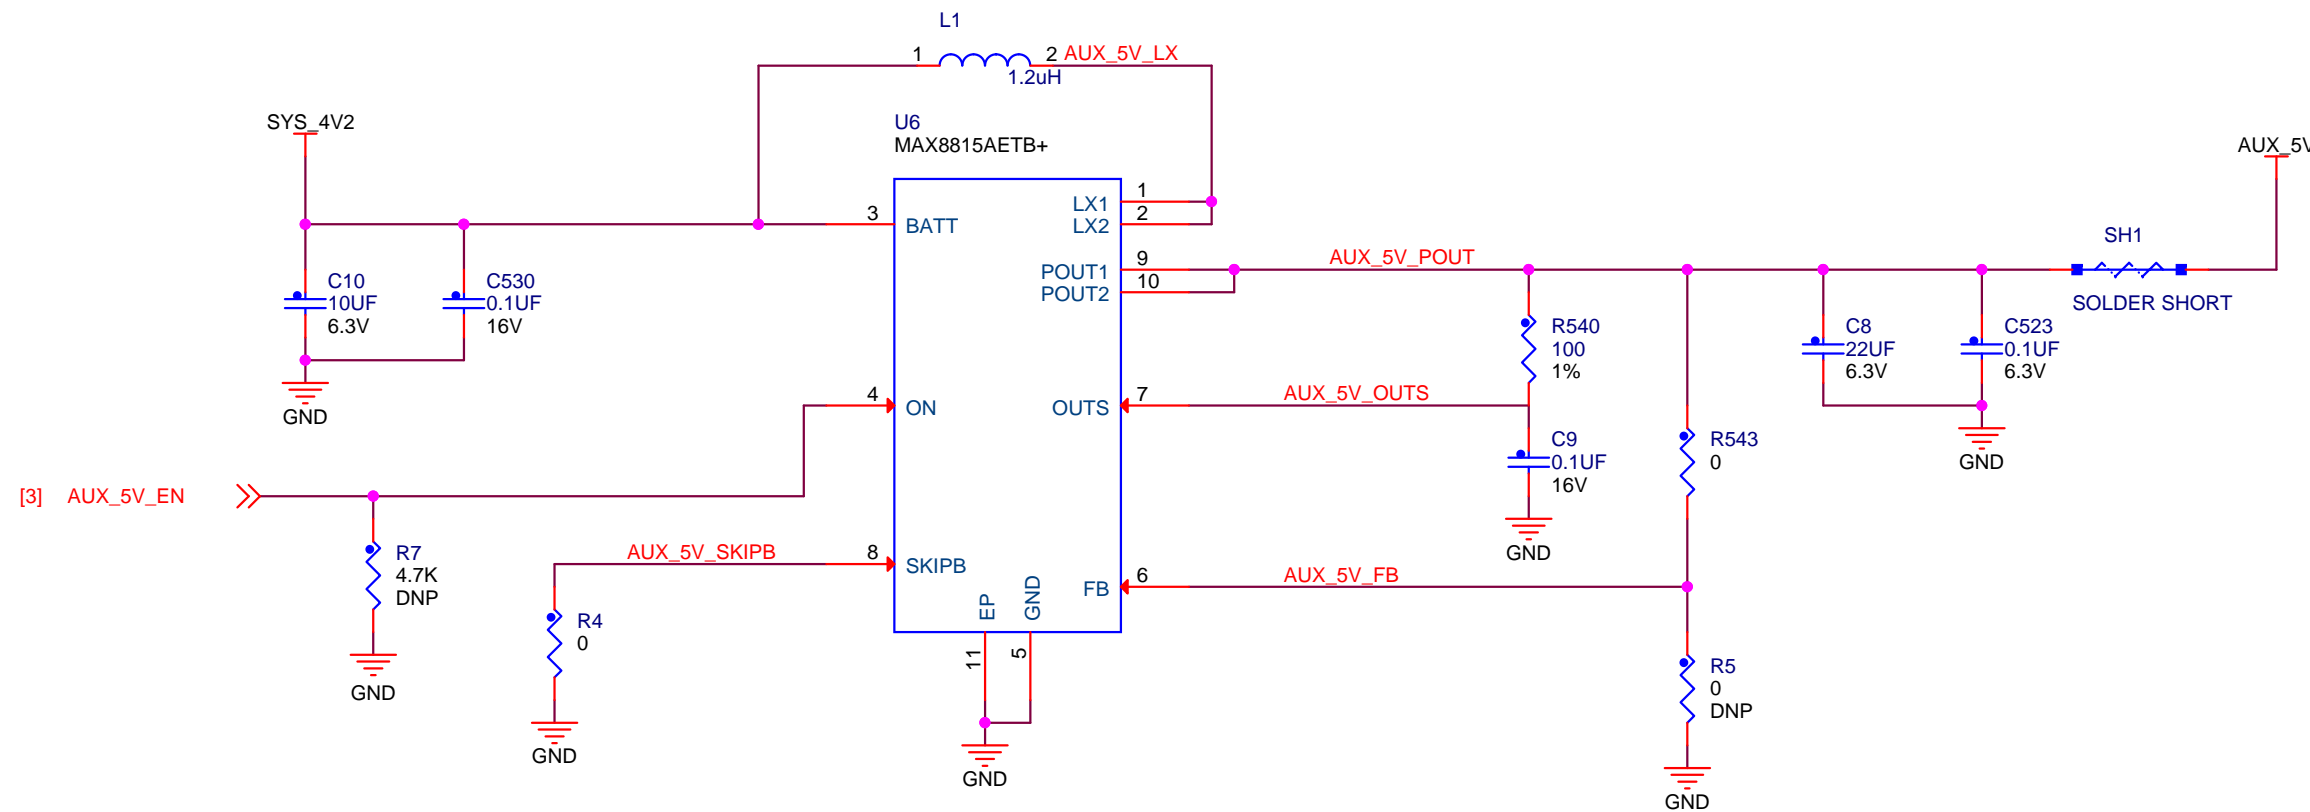 L1
1
2
AUX_5V_LX
1.2uH
SYS_4V2
U6
MAX8815AETB+
AUX_5V
3
BATT
LX1
1
LX2
2
POUT1
9
POUT2
10
AUX_5V_POUT
SH1
SOLDER SHORT
C10
10UF
6.3V
C530
0.1UF
16V
GND
R540
100
1%
C8
22UF
6.3V
C523
0.1UF
6.3V
GND
4
ON
OUTS
7
AUX_5V_OUTS
C9
0.1UF
16V
GND
R543
0
[3] AUX_5V_EN
R7
4.7K
DNP
GND
AUX_5V_SKIPB
8
SKIPB
R4
0
GND
EP
GND
11
5
GND
FB
6
AUX_5V_FB
R5
0
DNP
GND